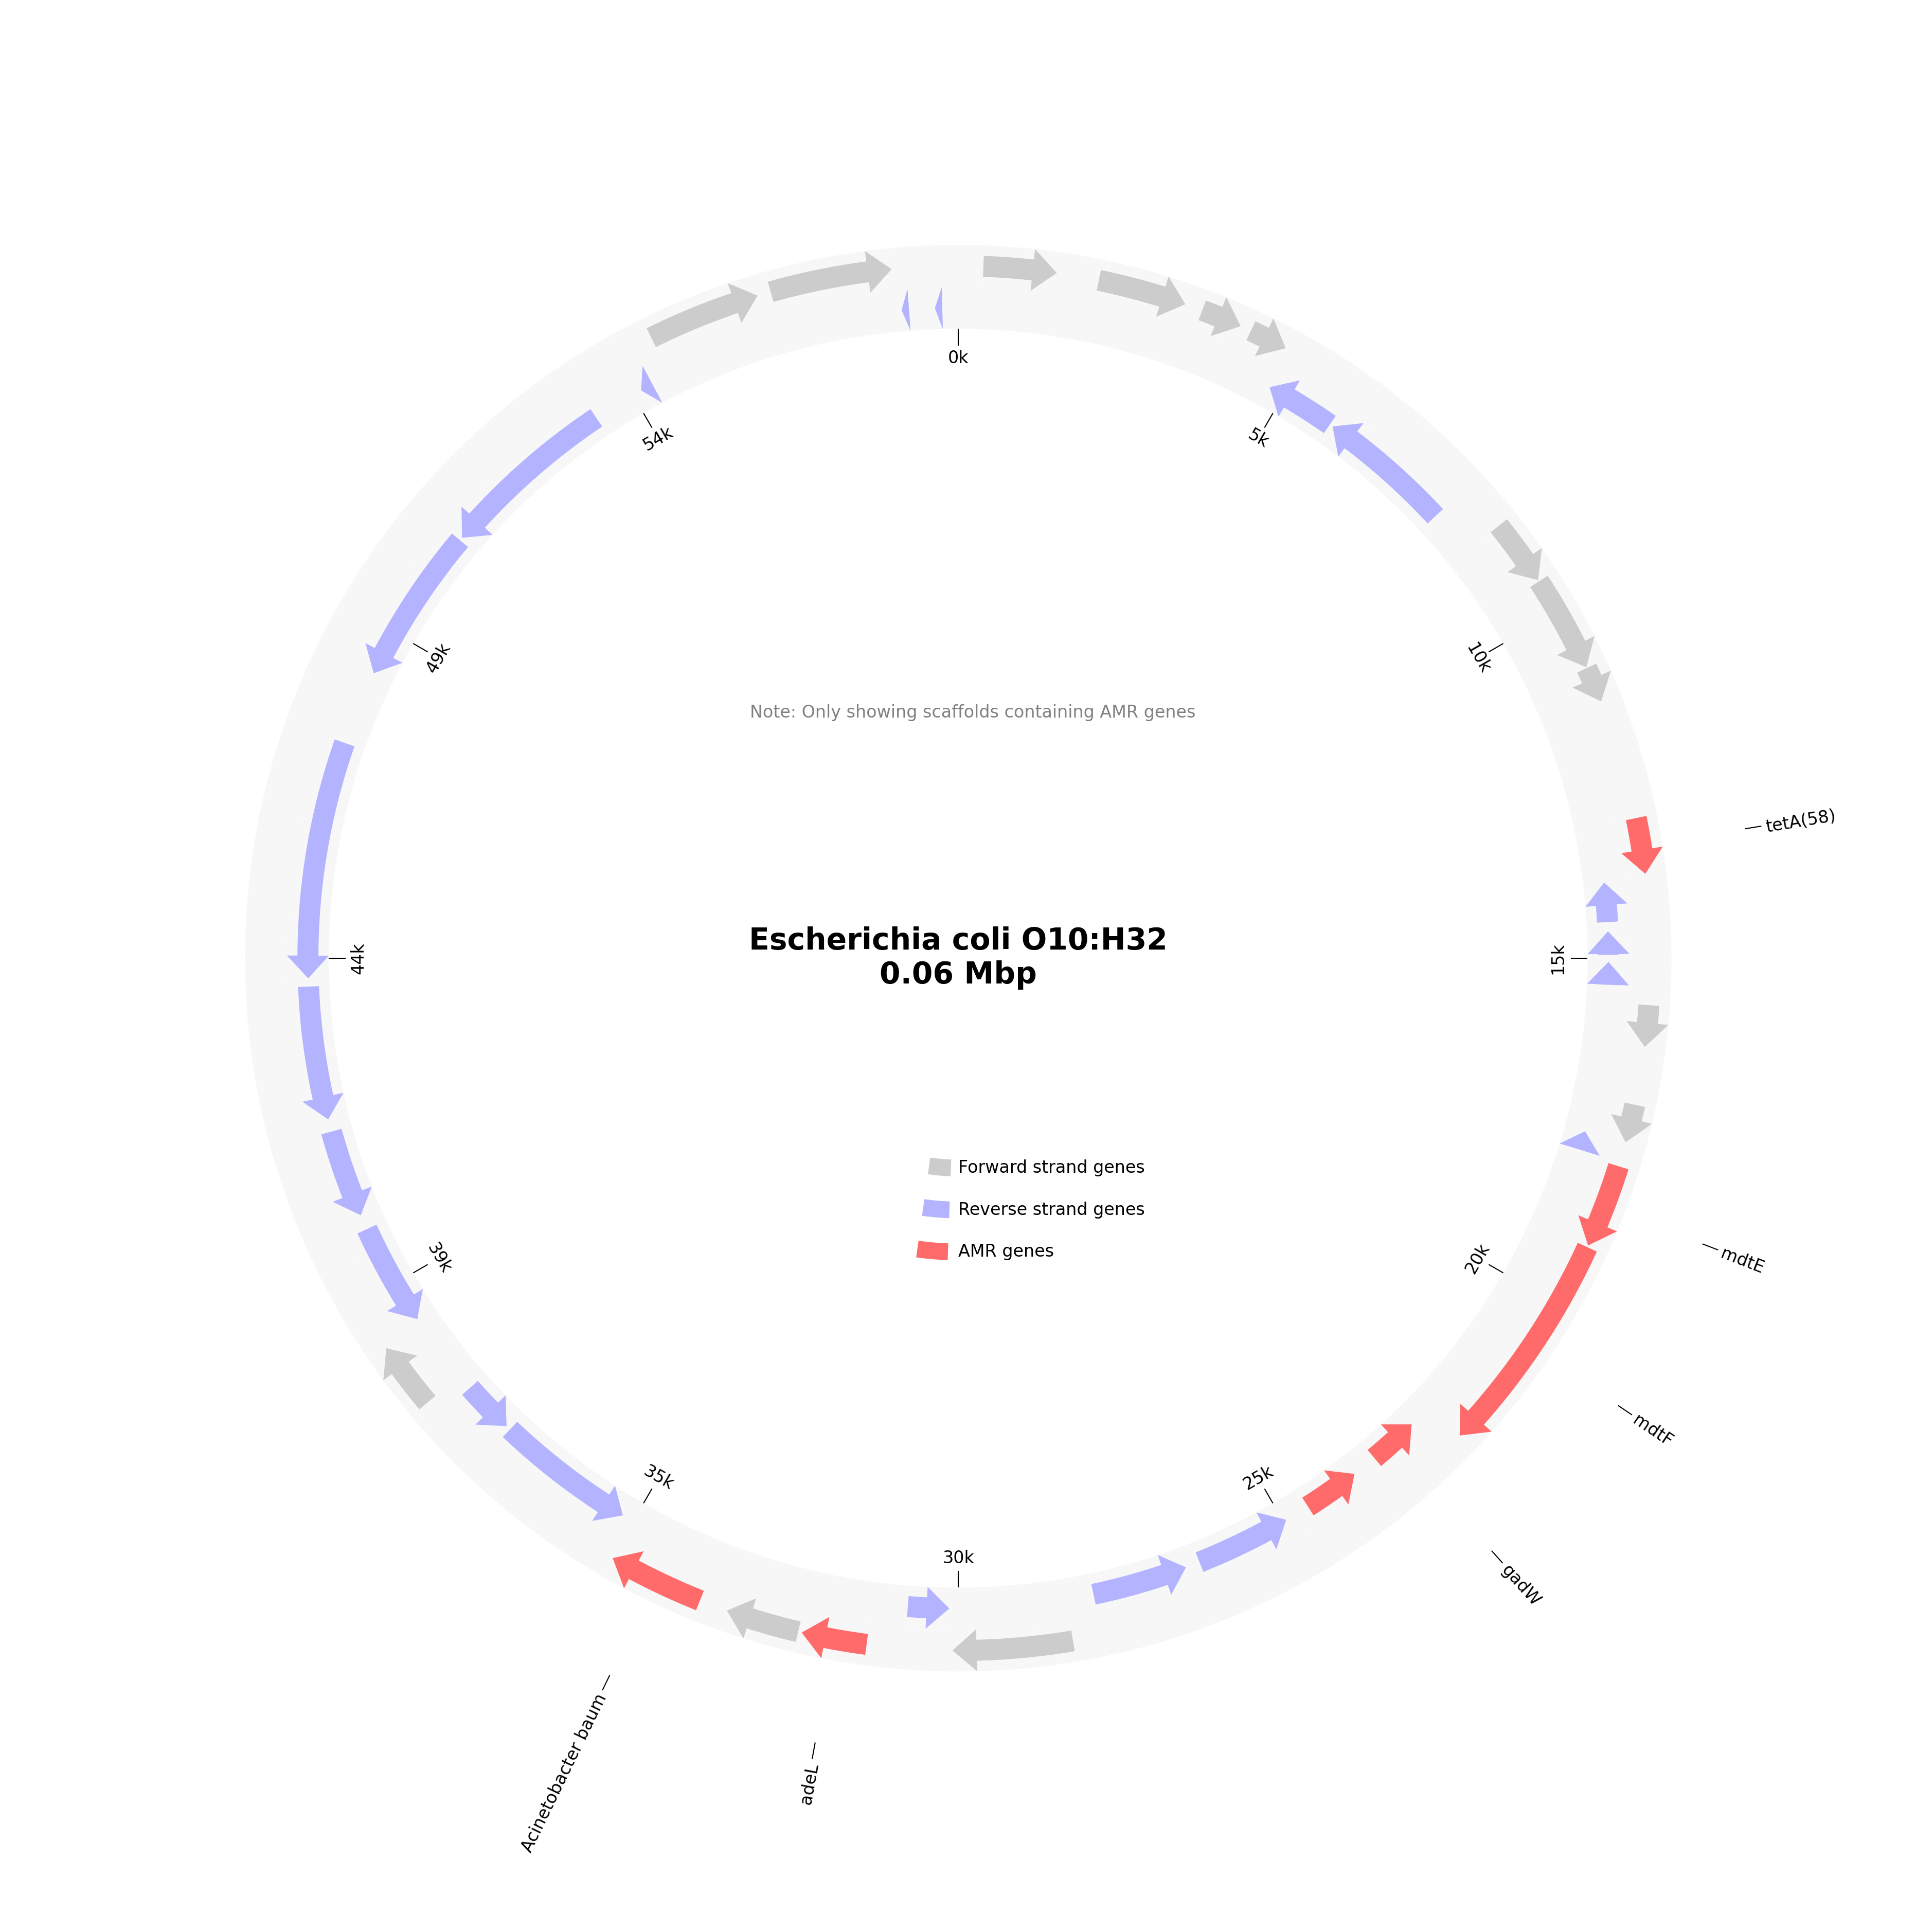 0k
5k
10k
15k
20k
25k
30k
35k
39k
44k
49k
54k
tetA(58)
mdtE
mdtF
gadW
adeL
Acinetobacter baum
Note: Only showing scaffolds containing AMR genes
Escherichia coli O10:H32
0.06 Mbp
Forward strand genes
Reverse strand genes
AMR genes